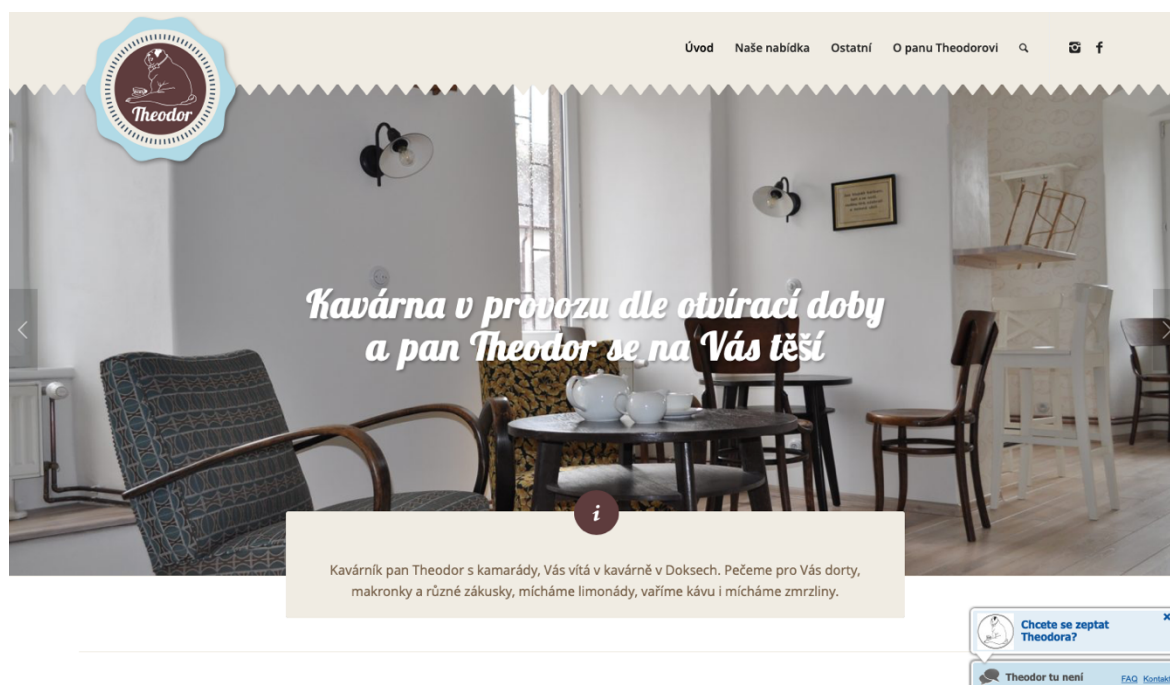 Theodor
Úvod Naše nabídka Ostatní O panu Theodorovi
Kavárna v provozu dle otvírací doby
a pan Theodor se na Vás těší
i
Kavárník pan Theodor s kamarády, Vás vítá v kavárně v Doksech. Pečeme pro Vás dorty,
makronky a různé zákusky, mícháme limonády, vaříme kávu i mícháme zmrzliny.
Chcete se zeptat
Theodora?
Theodor tu není FAQ Kontakt